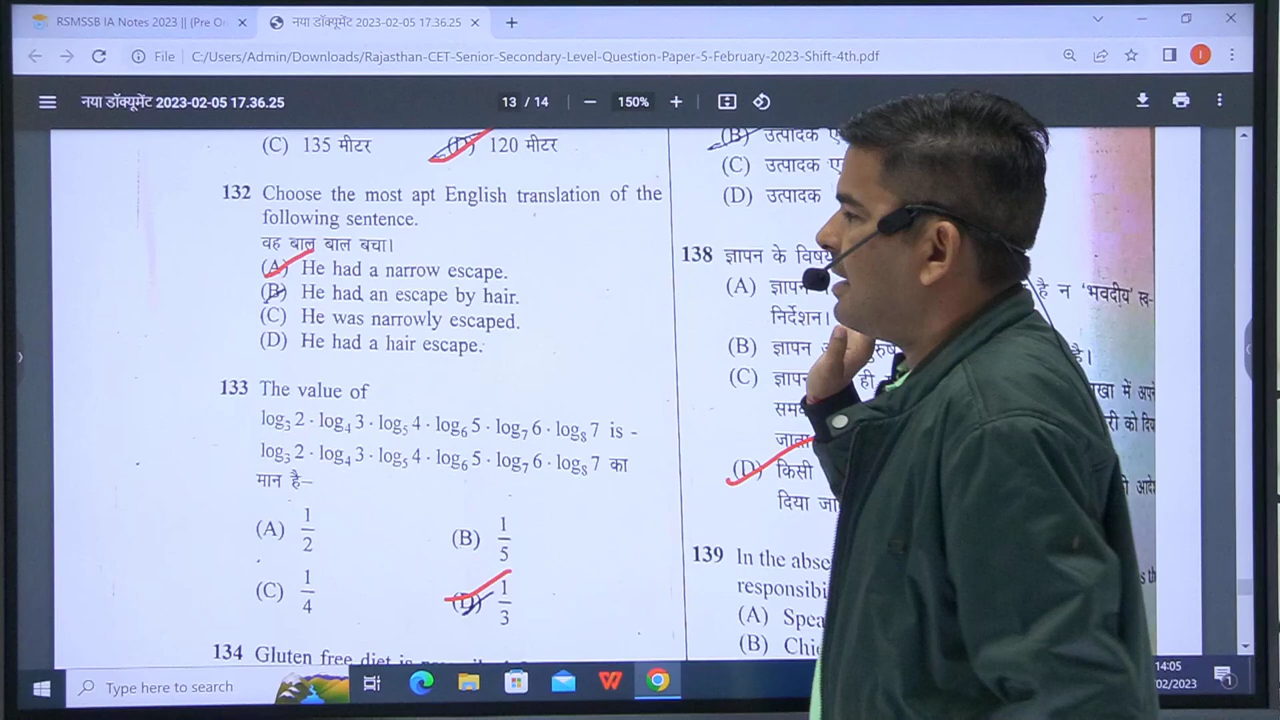 RSMSSB IA Notes 2023 || (Pre O
नया डॉक्यूमेंट 2023-02-05 17.36.25
File | C:/Users/Admin/Downloads/Rajasthan-CET-Senior-Secondary-Level-Question-Paper-5-February-2023-Shift-4th.pdf
नया डॉक्यूमेंट 2023-02-05 17.36.25
13 / 14
150%
(C) 135 मीटर
(D) 120 मीटर
132 Choose the most apt English translation of the
following sentence.
वह बाल बाल बचा।
(A) He had a narrow escape.
(B) He had an escape by hair.
(C) He was narrowly escaped.
(D) He had a hair escape.
133 The value of
log₃ 2 · log₄ 3 · log₅ 4 · log₆ 5 · log₇ 6 · log₈ 7 is -
log₃ 2 · log₄ 3 · log₅ 4 · log₆ 5 · log₇ 6 · log₈ 7 का
मान है–
(A) 1/2
(B) 1/5
(C) 1/4
(D) 1/3
134 Gluten free diet is
(B) उत्पादक
(C) उत्पादक
(D) उत्पादक
138 ज्ञापन के विषय
(A) ज्ञापन है न 'भवदीय' स्व-
निर्देशन।
(B) ज्ञापन है।
(C) ज्ञापन ही
जाता
(D) किसी
दिया
139 In the
(A)
(B)
Type here to search
14:05
02/2023